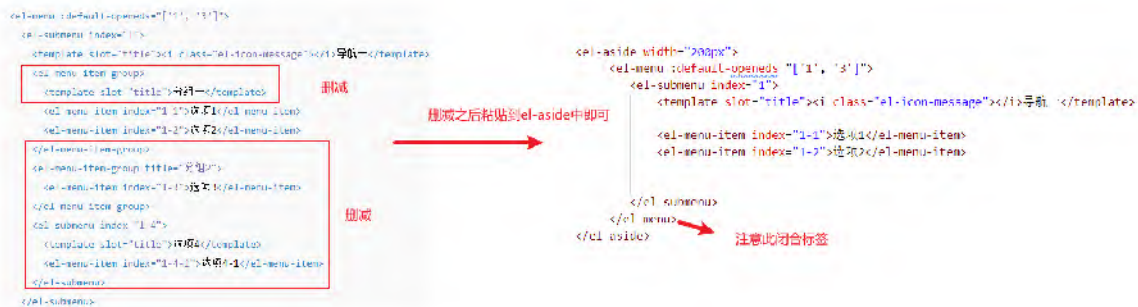 <el-menu :default-openeds="['1', '3']">
<el-submenu index="1">
<template slot="title"><i class="el-icon-message"></i>导航一</template>
<el-menu-item-group>
<template slot="title">分组一</template>
<el-menu-item index="1-1">选项1</el-menu-item>
<el-menu-item index="1-2">选项2</el-menu-item>
</el-menu-item-group>
<el-menu-item-group title="分组2">
<el-menu-item index="1-3">选项3</el-menu-item>
</el-menu-item-group>
<el-submenu index="1-4">
<template slot="title">选项4</template>
<el-menu-item index="1-4-1">选项4-1</el-menu-item>
</el-submenu>
</el-submenu>
删减
删减
删减之后粘贴到el-aside中即可
<el-aside width="200px">
<el-menu :default-openeds="['1', '3']">
<el-submenu index="1">
<template slot="title"><i class="el-icon-message"></i>导航一</template>
<el-menu-item index="1-1">选项1</el-menu-item>
<el-menu-item index="1-2">选项2</el-menu-item>
</el-submenu>
</el-menu>
</el-aside>
注意此闭合标签